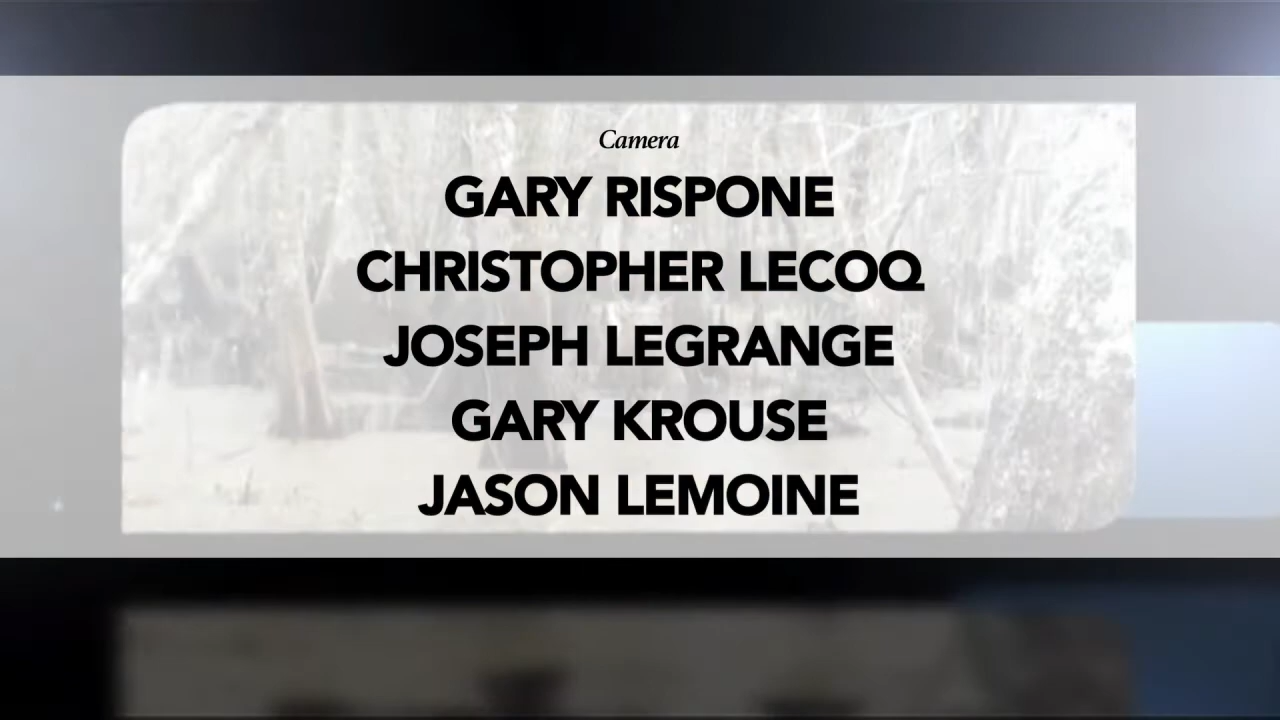 Camera
GARY RISPONE
CHRISTOPHER LECOQ
JOSEPH LEGRANGE
GARY KROUSE
JASON LEMOINE